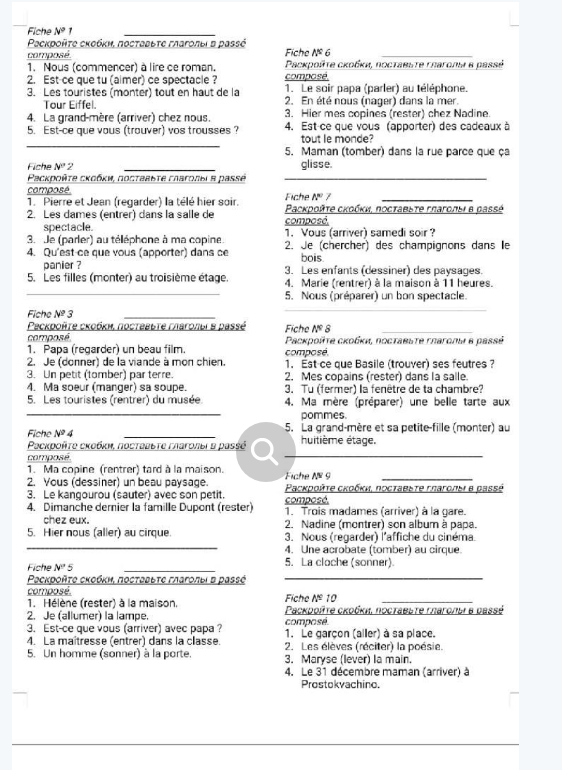 Fiche № 1
Раскройте скобки, поставьте глаголы в passé
composé.
1. Nous (commencer) à lire ce roman.
2. Est-ce que tu (aimer) ce spectacle ?
3. Les touristes (monter) tout en haut de la
Tour Eiffel.
4. La grand-mère (arriver) chez nous.
5. Est-ce que vous (trouver) vos trousses ?
Fiche № 2
Раскройте скобки, поставьте глаголы в passé
composé.
1. Pierre et Jean (regarder) la télé hier soir.
2. Les dames (entrer) dans la salle de
spectacle.
3. Je (parler) au téléphone à ma copine.
4. Qu'est-ce que vous (apporter) dans ce
panier ?
5. Les filles (monter) au troisième étage.
Fiche № 3
Раскройте скобки, поставьте глаголы в passé
composé.
1. Papa (regarder) un beau film.
2. Je (donner) de la viande à mon chien.
3. Un petit (tomber) par terre.
4. Ma soeur (manger) sa soupe.
5. Les touristes (rentrer) du musée.
Fiche № 4
Раскройте скобки, поставьте глаголы в passé
composé.
1. Ma copine (rentrer) tard à la maison.
2. Vous (dessiner) un beau paysage.
3. Le kangourou (sauter) avec son petit.
4. Dimanche dernier la famille Dupont (rester)
chez eux.
5. Hier nous (aller) au cirque.
Fiche № 5
Раскройте скобки, поставьте глаголы в passé
composé.
1. Hélène (rester) à la maison.
2. Je (allumer) la lampe.
3. Est-ce que vous (arriver) avec papa ?
4. La maîtresse (entrer) dans la classe.
5. Un homme (sonner) à la porte.
Fiche № 6
Раскройте скобки, поставьте глаголы в passé
composé.
1. Le soir papa (parler) au téléphone.
2. En été nous (nager) dans la mer.
3. Hier mes copines (rester) chez Nadine.
4. Est-ce que vous (apporter) des cadeaux à
tout le monde?
5. Maman (tomber) dans la rue parce que ça
glisse.
Fiche № 7
Раскройте скобки, поставьте глаголы в passé
composé.
1. Vous (arriver) samedi soir ?
2. Je (chercher) des champignons dans le
bois.
3. Les enfants (dessiner) des paysages.
4. Marie (rentrer) à la maison à 11 heures.
5. Nous (préparer) un bon spectacle.
Fiche № 8
Раскройте скобки, поставьте глаголы в passé
composé.
1. Est-ce que Basile (trouver) ses feutres ?
2. Mes copains (rester) dans la salle.
3. Tu (fermer) la fenêtre de ta chambre?
4. Ma mère (préparer) une belle tarte aux
pommes.
5. La grand-mère et sa petite-fille (monter) au
huitième étage.
Fiche № 9
Раскройте скобки, поставьте глаголы в passé
composé.
1. Trois madames (arriver) à la gare.
2. Nadine (montrer) son album à papa.
3. Nous (regarder) l'affiche du cinéma.
4. Une acrobate (tomber) au cirque.
5. La cloche (sonner).
Fiche № 10
Раскройте скобки, поставьте глаголы в passé
composé.
1. Le garçon (aller) à sa place.
2. Les élèves (réciter) la poésie.
3. Maryse (lever) la main.
4. Le 31 décembre maman (arriver) à
Prostokvachino.